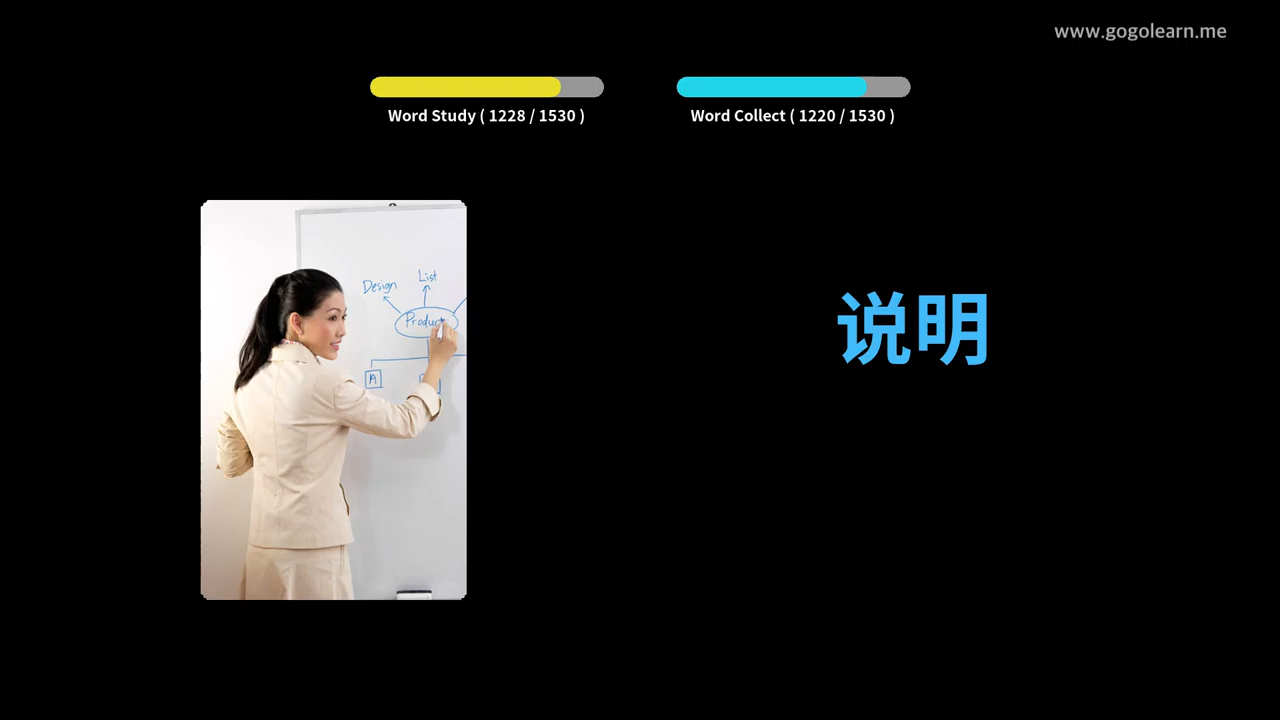 www.gogolearn.me
Word Study ( 1228 / 1530 )
Word Collect ( 1220 / 1530 )
List
Design
Product
A
说明